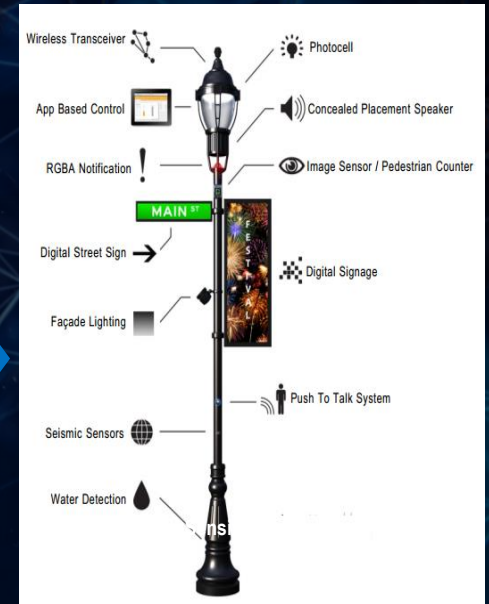 Wireless Transceiver
Photocell
App Based Control
Concealed Placement Speaker
RGBA Notification
Image Sensor / Pedestrian Counter
MAIN ST
FESTIVAL
Digital Street Sign
Digital Signage
Façade Lighting
Push To Talk System
Seismic Sensors
Water Detection